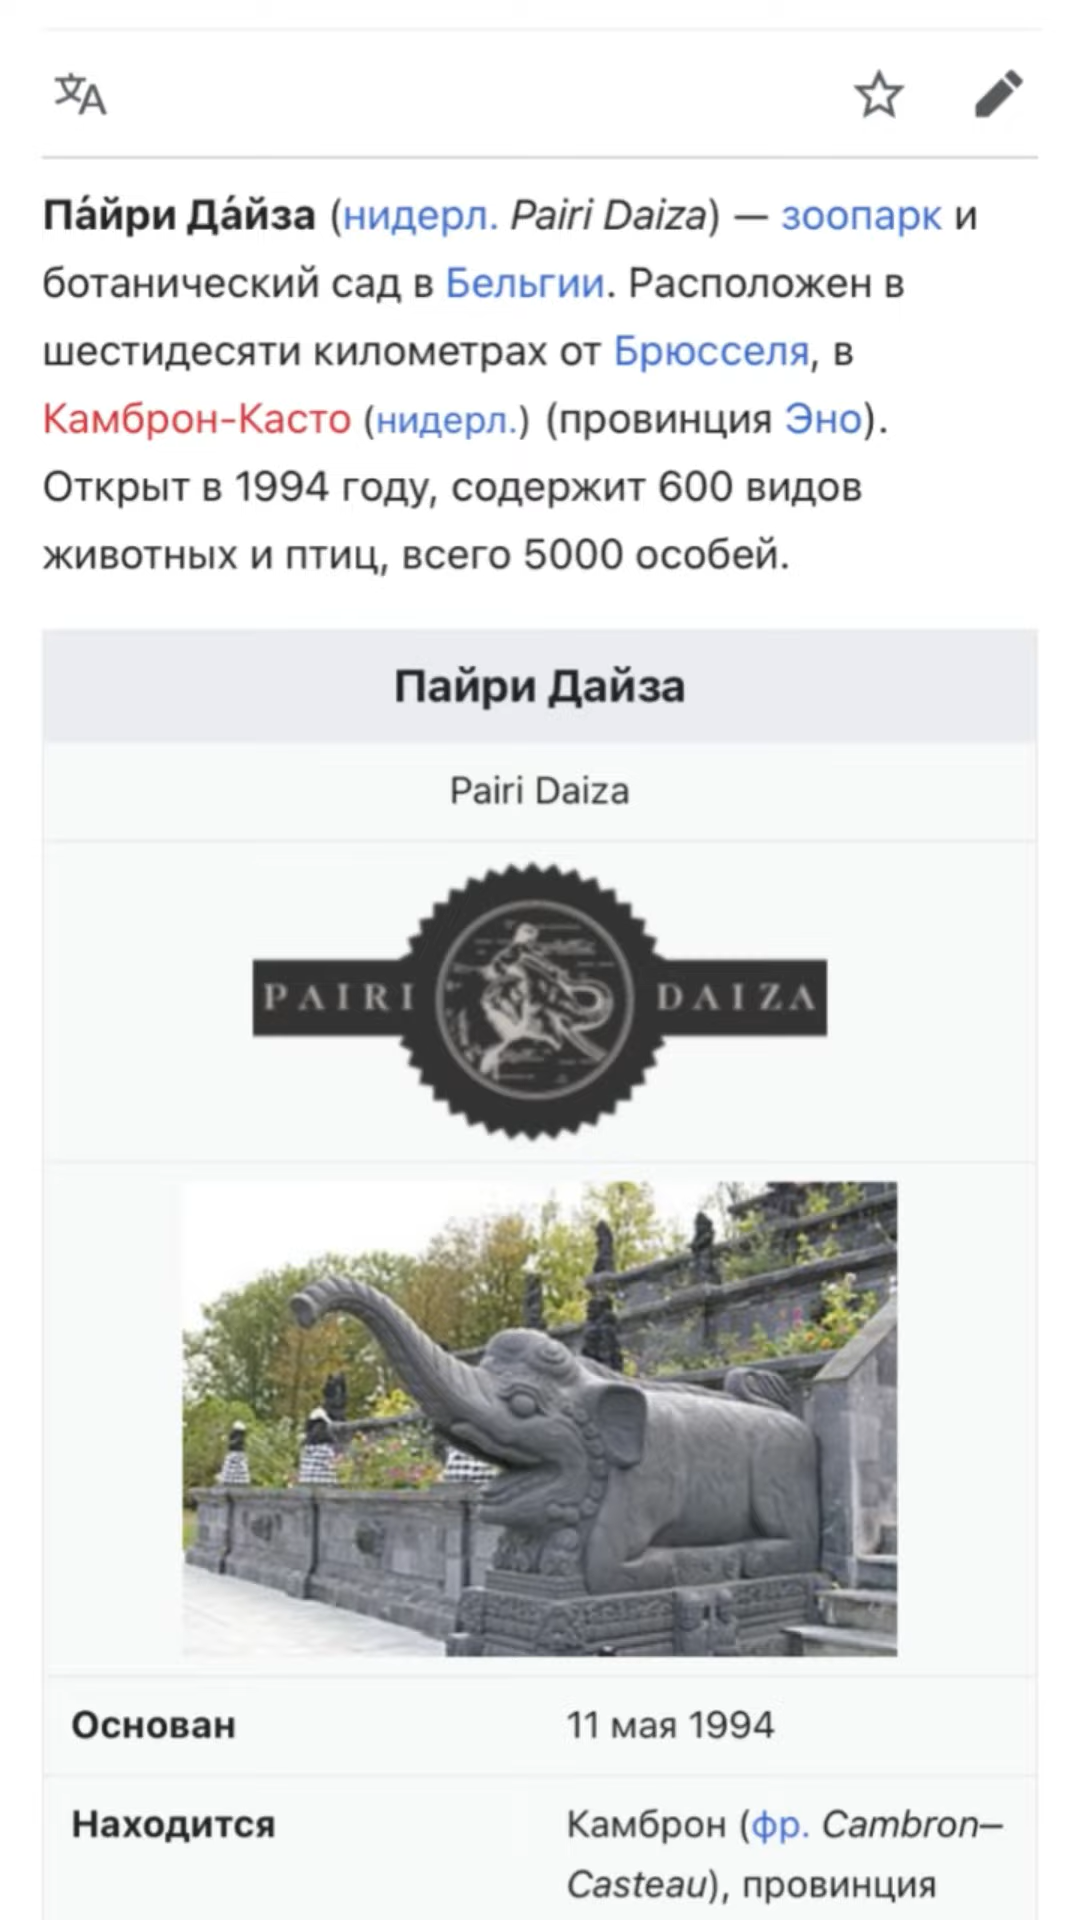 Па́йри Да́йза (нидерл. Pairi Daiza) — зоопарк и
ботанический сад в Бельгии. Расположен в
шестидесяти километрах от Брюсселя, в
Камброн-Касто (нидерл.) (провинция Эно).
Открыт в 1994 году, содержит 600 видов
животных и птиц, всего 5000 особей.
Пайри Дайза
Pairi Daiza
PAIRI DAIZA
Основан 11 мая 1994
Находится Камброн (фр. Cambron–
Casteau), провинция